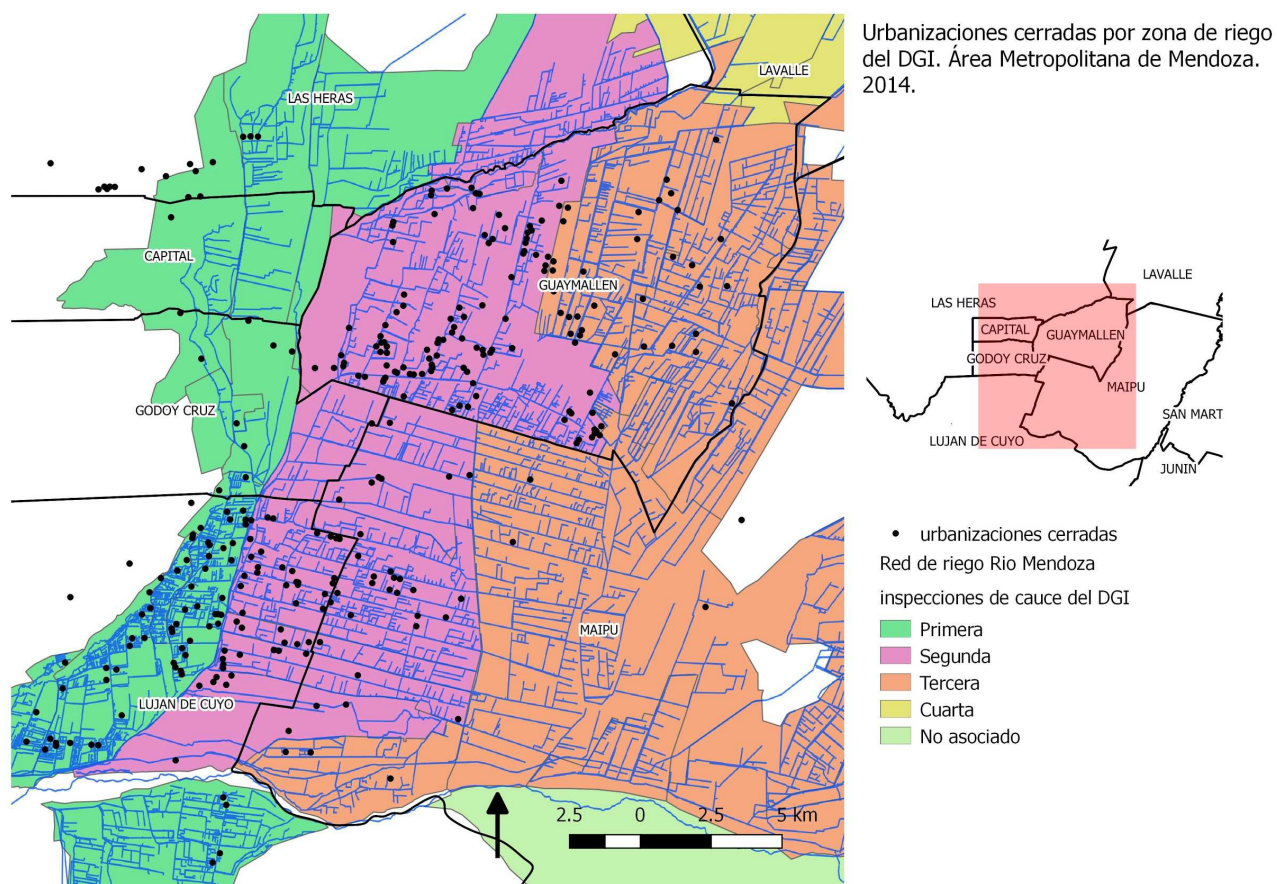 Urbanizaciones cerradas por zona de riego
del DGI. Área Metropolitana de Mendoza.
2014.
LAVALLE
LAS HERAS
CAPITAL
GUAYMALLEN
GODOY CRUZ
MAIPU
LUJAN DE CUYO
2.5 0 2.5 5 km
LAVALLE
LAS HERAS
CAPITAL
GUAYMALLEN
GODOY CRUZ
MAIPU
SAN MART
LUJAN DE CUYO
JUNIN
urbanizaciones cerradas
Red de riego Rio Mendoza
inspecciones de cauce del DGI
Primera
Segunda
Tercera
Cuarta
No asociado